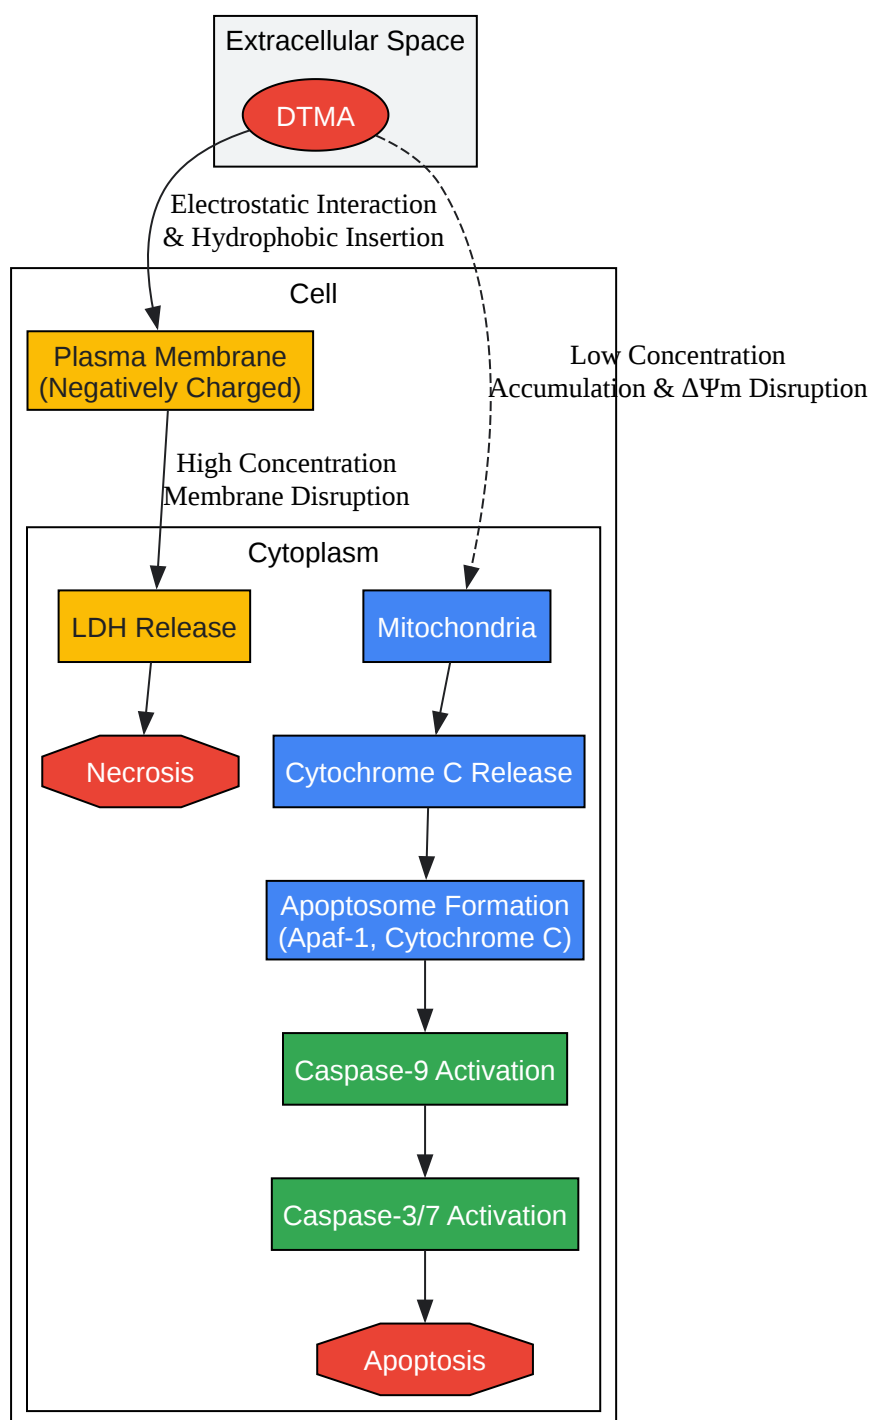 Extracellular Space
DTMA
Electrostatic Interaction
& Hydrophobic Insertion
Cell
Plasma Membrane
(Negatively Charged)
Low Concentration
Accumulation & ΔΨm Disruption
High Concentration
Membrane Disruption
Cytoplasm
LDH Release
Mitochondria
Necrosis
Cytochrome C Release
Apoptosome Formation
(Apaf-1, Cytochrome C)
Caspase-9 Activation
Caspase-3/7 Activation
Apoptosis